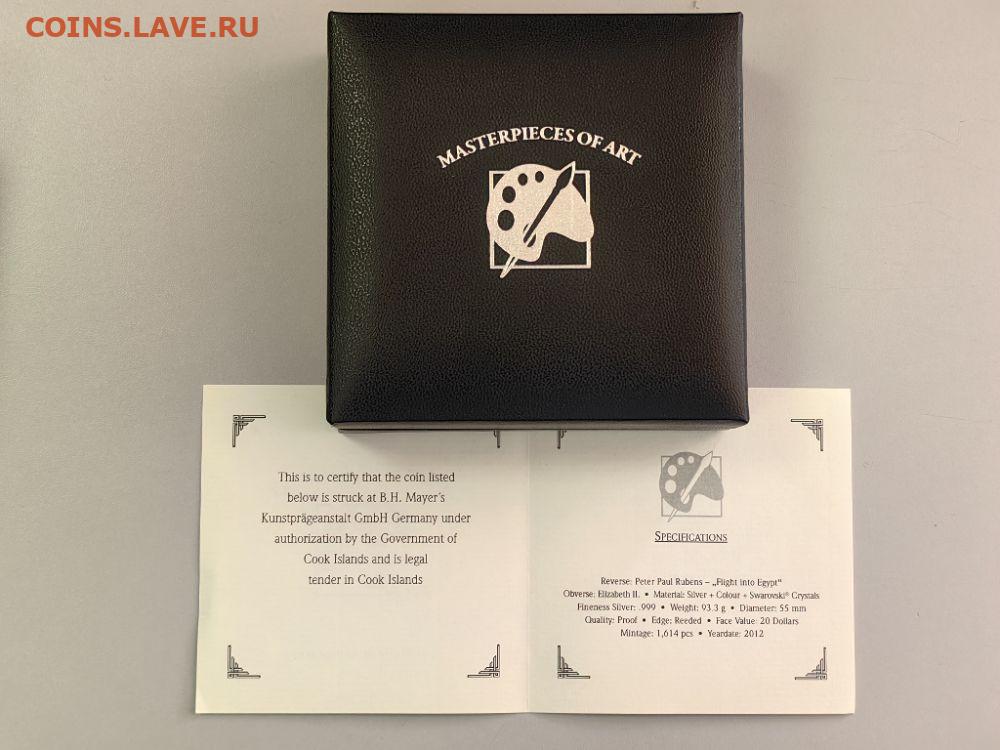 COINS.LAVE.RU
MASTERPIECES OF ART
This is to certify that the coin listed
below is struck at B.H. Mayer's
Kunstprägeanstalt GmbH Germany under
authorization by the Government of
Cook Islands and is legal
tender in Cook Islands
SPECIFICATIONS
Reverse: Peter Paul Rubens – „Flight into Egypt“
Obverse: Elizabeth II. • Material: Silver + Colour + Swarovski® Crystals
Fineness Silver: .999 • Weight: 93.3 g • Diameter: 55 mm
Quality: Proof • Edge: Reeded • Face Value: 20 Dollars
Mintage: 1,614 pcs • Yeardate: 2012